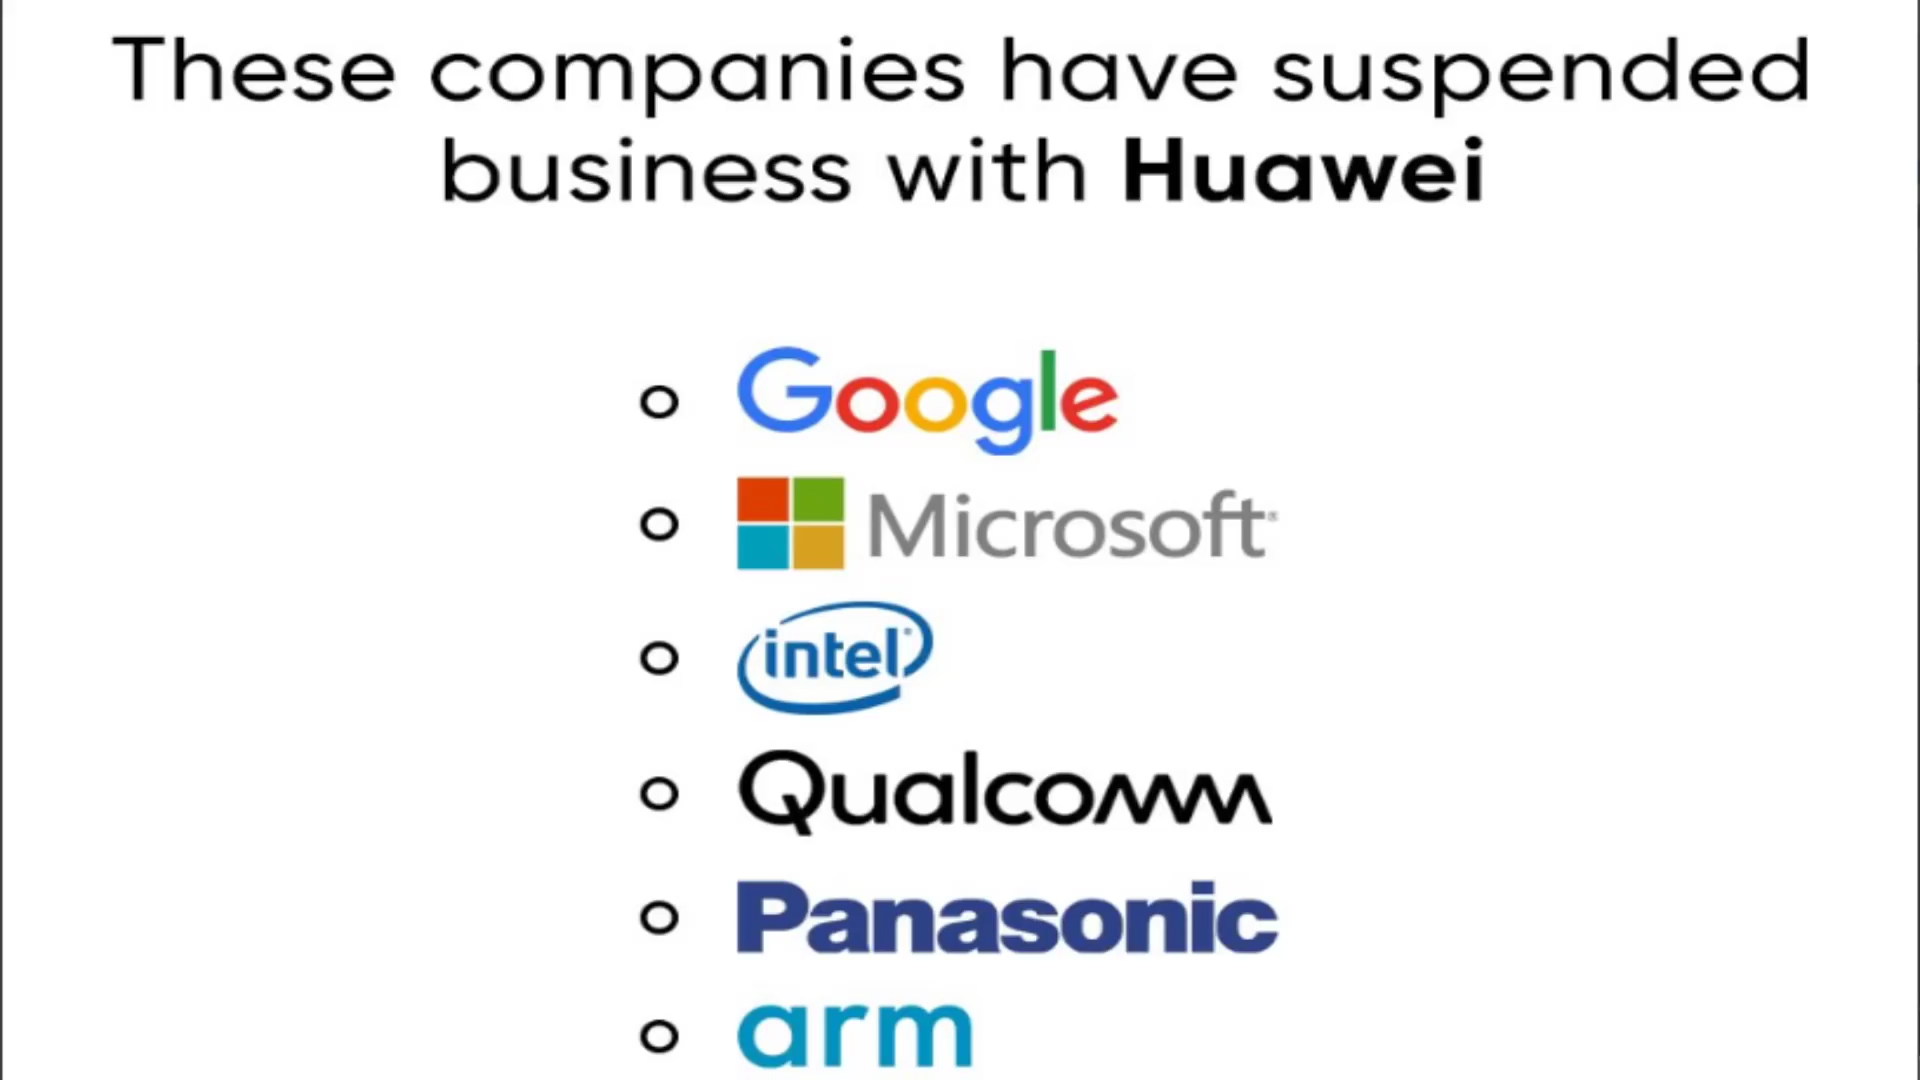 These companies have suspended
business with Huawei
Google
Microsoft
intel
Qualcomm
Panasonic
arm